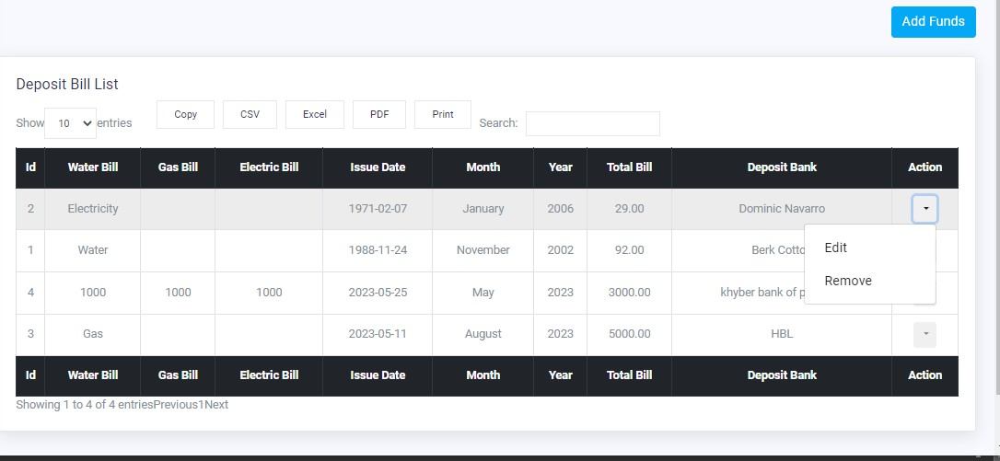 Add Funds
Deposit Bill List
Show 10 entries Copy CSV Excel PDF Print Search:
Id Water Bill Gas Bill Electric Bill Issue Date Month Year Total Bill Deposit Bank Action
2 Electricity 1971-02-07 January 2006 29.00 Dominic Navarro
1 Water 1988-11-24 November 2002 92.00 Berk Cotto
Edit
4 1000 1000 1000 2023-05-25 May 2023 3000.00 khyber bank of p
Remove
3 Gas 2023-05-11 August 2023 5000.00 HBL
Id Water Bill Gas Bill Electric Bill Issue Date Month Year Total Bill Deposit Bank Action
Showing 1 to 4 of 4 entriesPrevious1Next